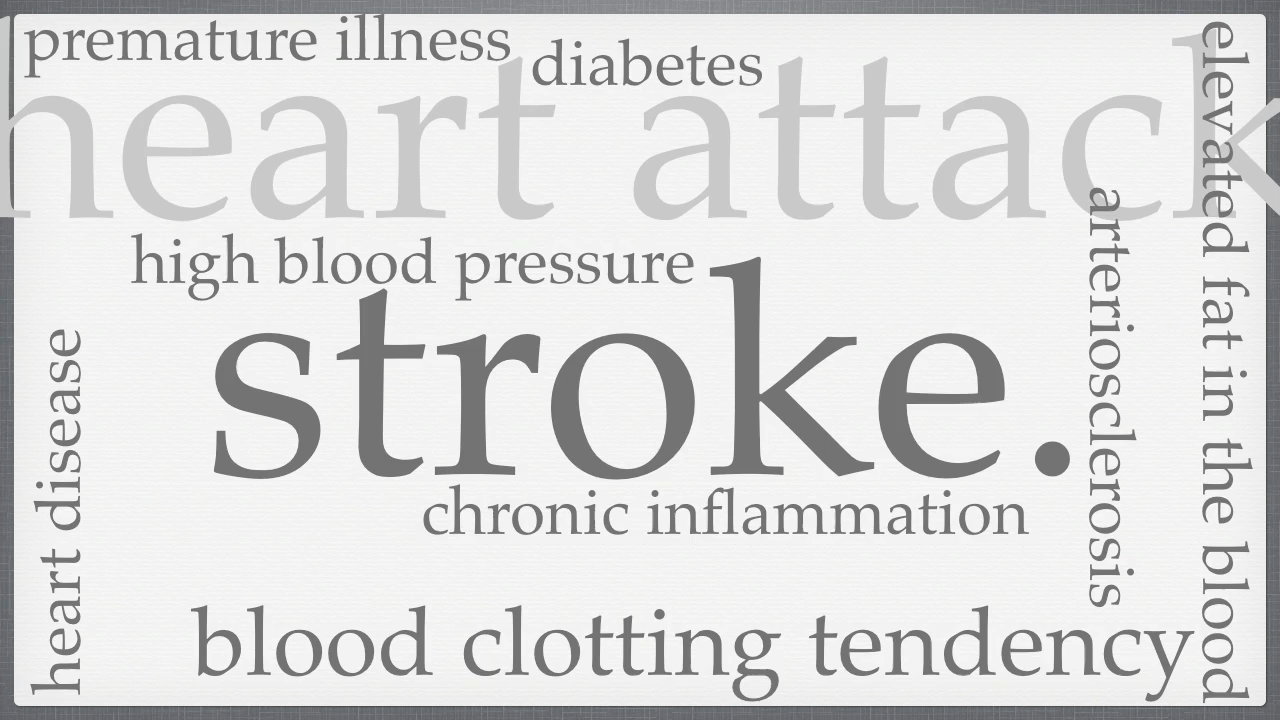 premature illness
diabetes
heart attack
high blood pressure
stroke.
chronic inflammation
blood clotting tendency
heart disease
arteriosclerosis
elevated fat in the blood